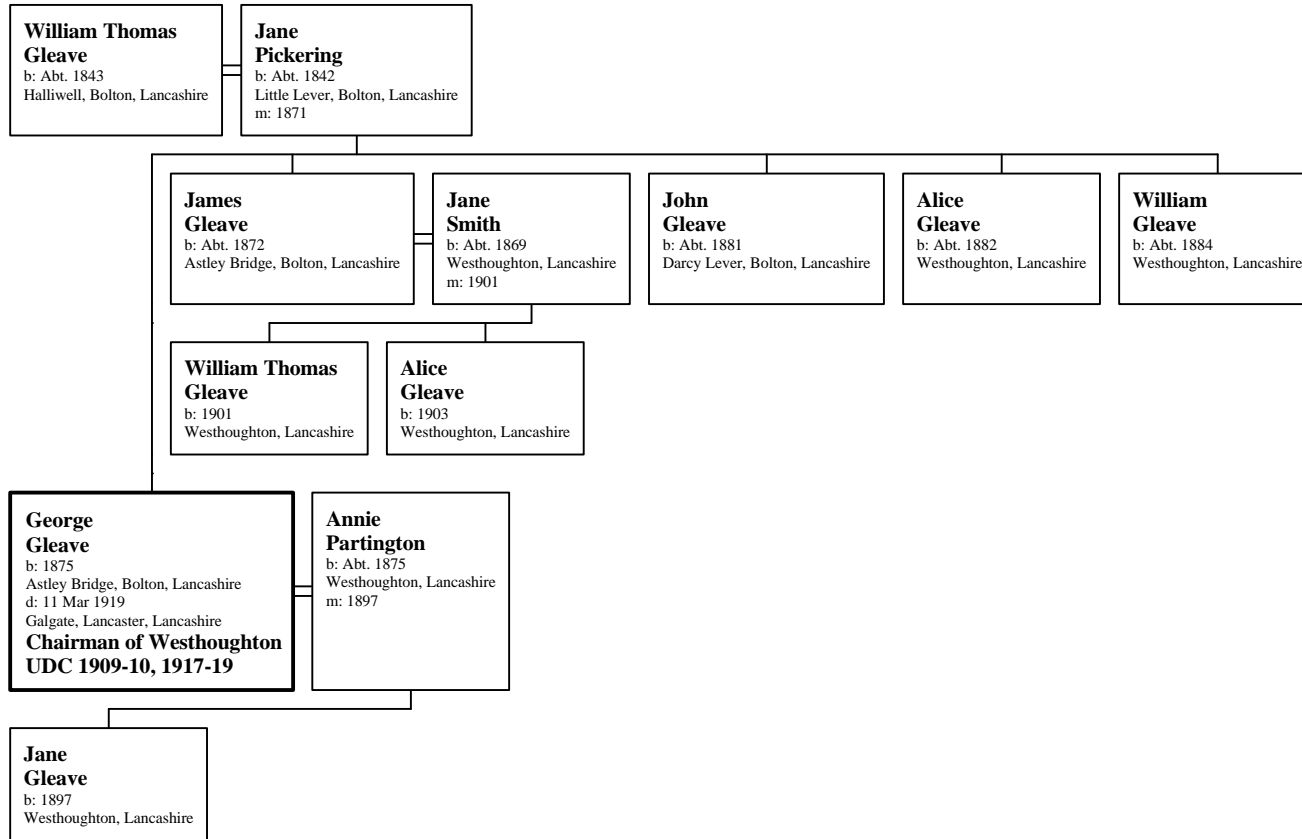 William Thomas
Gleave
b: Abt. 1843
Halliwell, Bolton, Lancashire
Jane
Pickering
b: Abt. 1842
Little Lever, Bolton, Lancashire
m: 1871
James
Gleave
b: Abt. 1872
Astley Bridge, Bolton, Lancashire
Jane
Smith
b: Abt. 1869
Westhoughton, Lancashire
m: 1901
John
Gleave
b: Abt. 1881
Darcy Lever, Bolton, Lancashire
Alice
Gleave
b: Abt. 1882
Westhoughton, Lancashire
William
Gleave
b: Abt. 1884
Westhoughton, Lancashire
William Thomas
Gleave
b: 1901
Westhoughton, Lancashire
Alice
Gleave
b: 1903
Westhoughton, Lancashire
George
Gleave
b: 1875
Astley Bridge, Bolton, Lancashire
d: 11 Mar 1919
Galgate, Lancaster, Lancashire
Chairman of Westhoughton
UDC 1909-10, 1917-19
Annie
Partington
b: Abt. 1875
Westhoughton, Lancashire
m: 1897
Jane
Gleave
b: 1897
Westhoughton, Lancashire